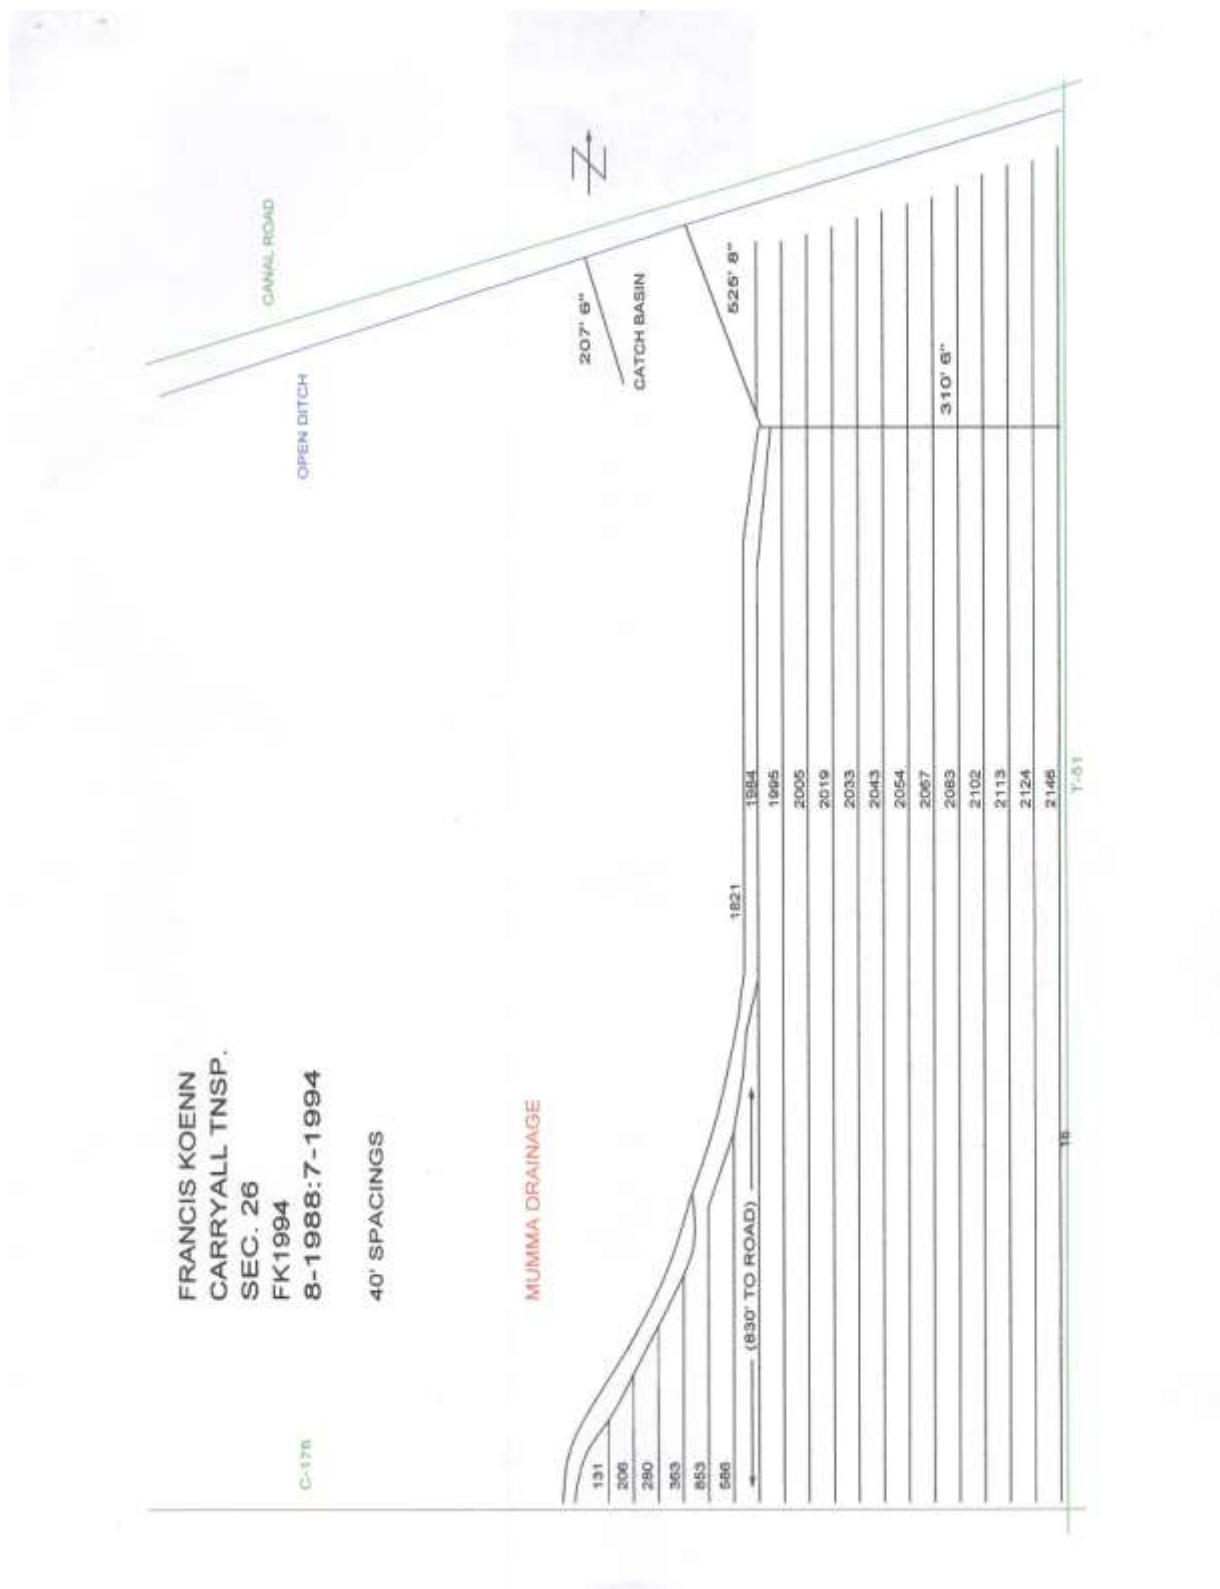 FRANCIS KOENN
CARRYALL TNSP.
SEC. 26
FK1994
8-1988:7-1994
40' SPACINGS
MUMMA DRAINAGE
C-176
CANAL ROAD
OPEN DITCH
N
207' 6"
CATCH BASIN
525' 8"
310' 6"
1821
1984
1995
2005
2019
2033
2043
2054
2067
2083
2102
2113
2124
2146
T-51
16
131
206
280
363
853
586
(830' TO ROAD)